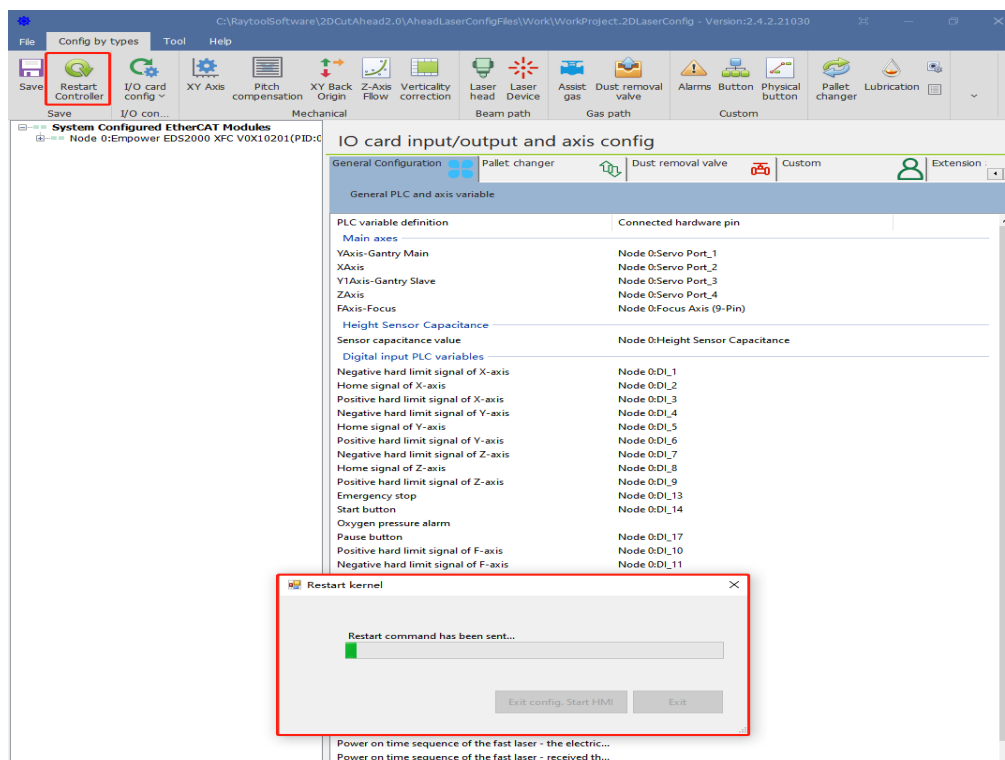 C:\RaytoolSoftware\2DCutAhead2.0\AheadLaserConfigFiles\Work\WorkProject.2DLaserConfig - Version:2.4.2.21030
File Config by types Tool Help
Save
Restart Controller
I/O card config
XY Axis
Pitch compensation
XY Back Origin
Z-Axis Fllow
Verticality correction
Laser head
Laser Device
Assist gas
Dust removal valve
Alarms
Button
Physical button
Pallet changer
Lubrication
Save I/O con... Mechanical Beam path Gas path Custom
System Configured EtherCAT Modules
Node 0:Empower EDS2000 XFC V0X10201(PID:0
IO card input/output and axis config
General Configuration Pallet changer Dust removal valve Custom Extension
General PLC and axis variable
PLC variable definition Connected hardware pin
Main axes
YAxis-Gantry Main Node 0:Servo Port_1
XAxis Node 0:Servo Port_2
Y1Axis-Gantry Slave Node 0:Servo Port_3
ZAxis Node 0:Servo Port_4
FAxis-Focus Node 0:Focus Axis (9-Pin)
Height Sensor Capacitance
Sensor capacitance value Node 0:Height Sensor Capacitance
Digital input PLC variables
Negative hard limit signal of X-axis Node 0:DI_1
Home signal of X-axis Node 0:DI_2
Positive hard limit signal of X-axis Node 0:DI_3
Negative hard limit signal of Y-axis Node 0:DI_4
Home signal of Y-axis Node 0:DI_5
Positive hard limit signal of Y-axis Node 0:DI_6
Negative hard limit signal of Z-axis Node 0:DI_7
Home signal of Z-axis Node 0:DI_8
Positive hard limit signal of Z-axis Node 0:DI_9
Emergency stop Node 0:DI_13
Start button Node 0:DI_14
Oxygen pressure alarm
Pause button Node 0:DI_17
Positive hard limit signal of F-axis Node 0:DI_10
Negative hard limit signal of F-axis Node 0:DI_11
Restart kernel
Restart command has been sent...
Exit config. Start HMI Exit
Power on time sequence of the fast laser - the electric...
Power on time sequence of the fast laser - received th...